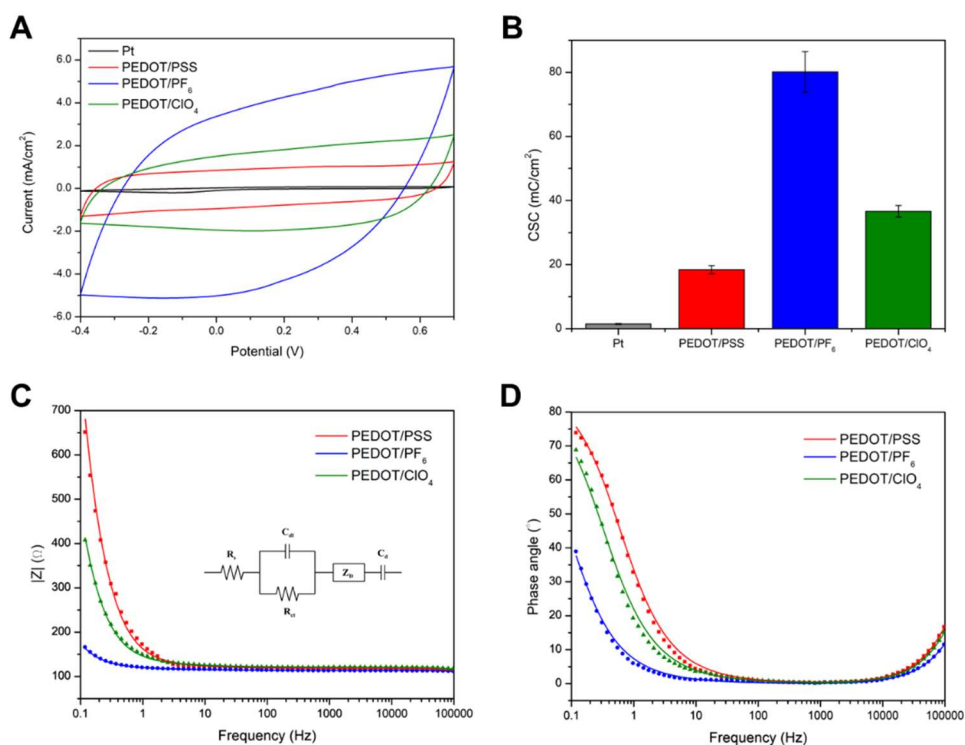 A
Pt
PEDOT/PSS
PEDOT/PF6
PEDOT/ClO4
6.0
4.0
2.0
0.0
-2.0
-4.0
-6.0
Current (mA/cm2)
-0.4 -0.2 0.0 0.2 0.4 0.6
Potential (V)
B
80
60
40
20
0
CSC (mC/cm2)
Pt PEDOT/PSS PEDOT/PF6 PEDOT/ClO4
C
PEDOT/PSS
PEDOT/PF6
PEDOT/ClO4
700
600
500
400
300
200
100
|Z| (Ω)
Rs Cdl Rct ZD Cd
0.1 1 10 100 1000 10000 100000
Frequency (Hz)
D
PEDOT/PSS
PEDOT/PF6
PEDOT/ClO4
80
70
60
50
40
30
20
10
0
Phase angle (°)
0.1 1 10 100 1000 10000 100000
Frequency (Hz)